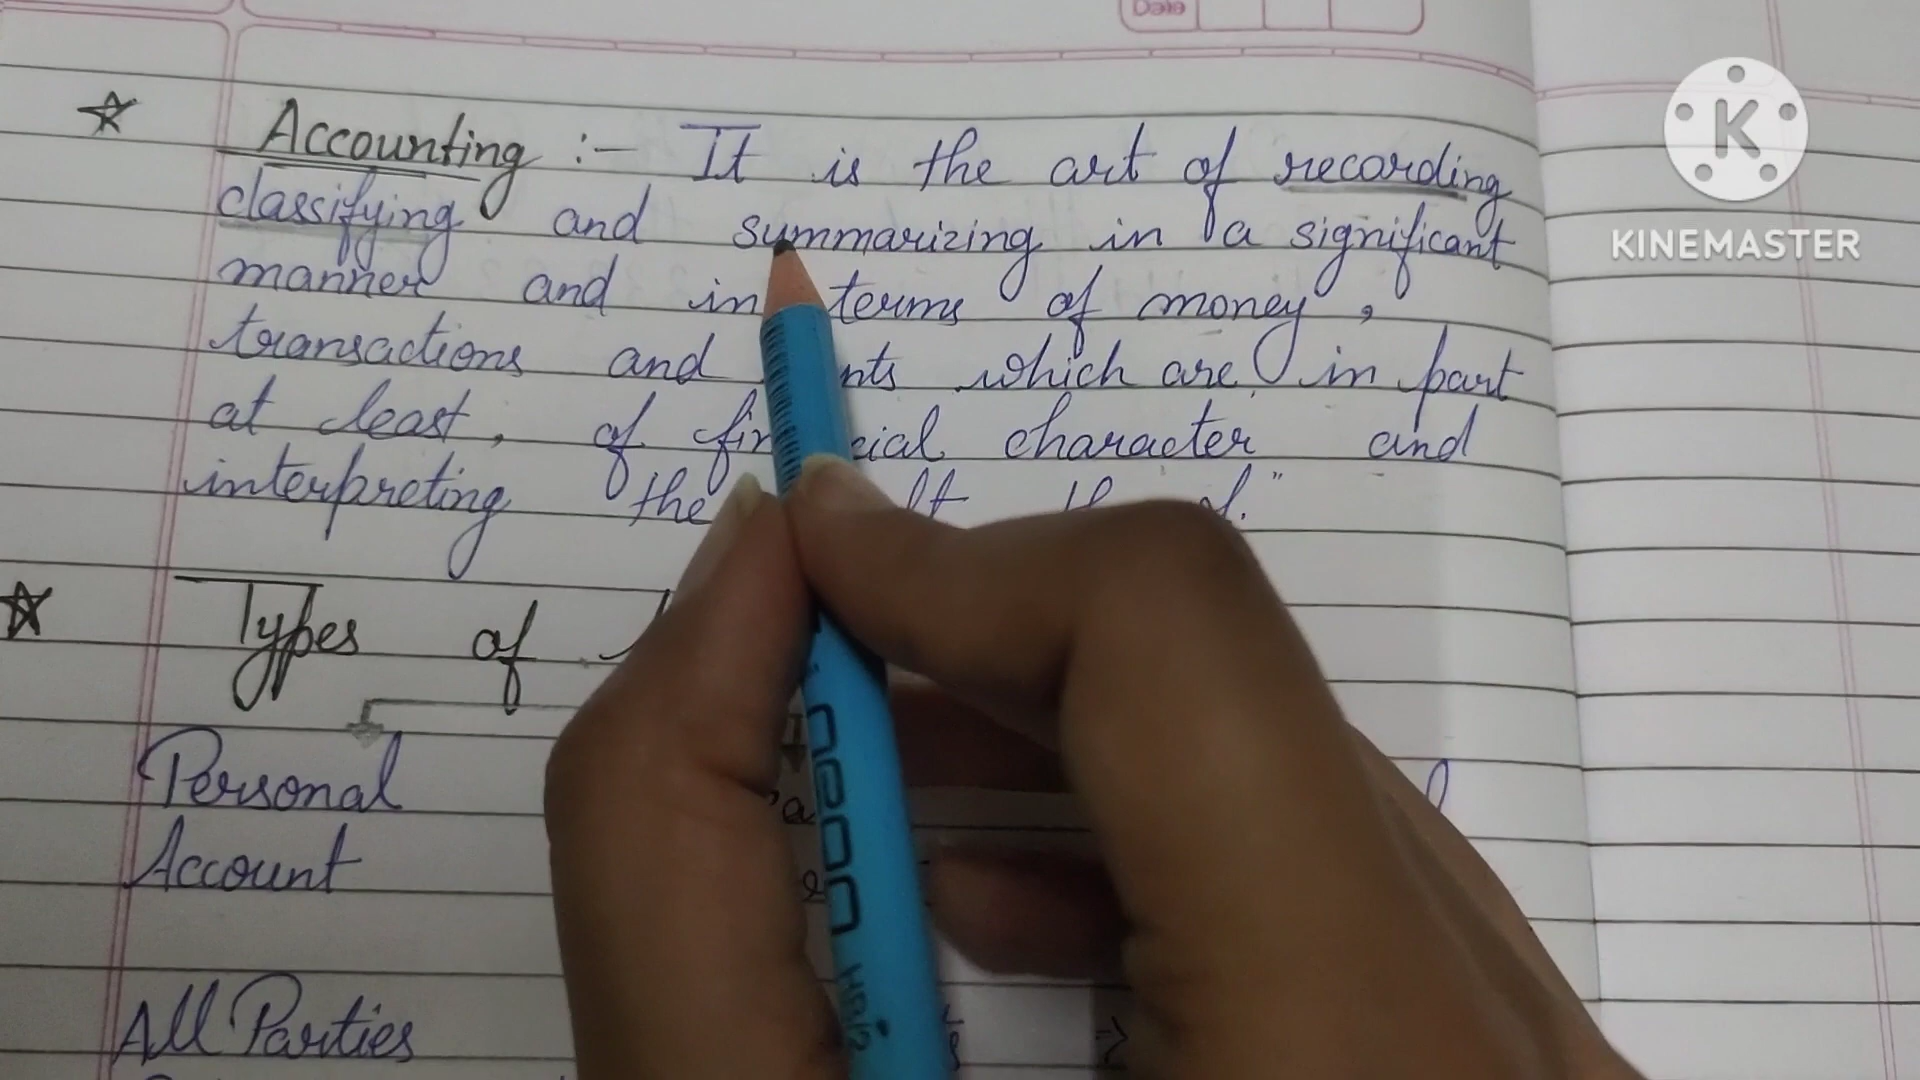 Date
☆ Accounting :- It is the art of recording
classifying and summarizing in a significant
manner and in terms of money,
transactions and which are in part
at least, of character and
interpreting the
☆ Types of
Personal
Account
All Parties
neon
KINEMASTER